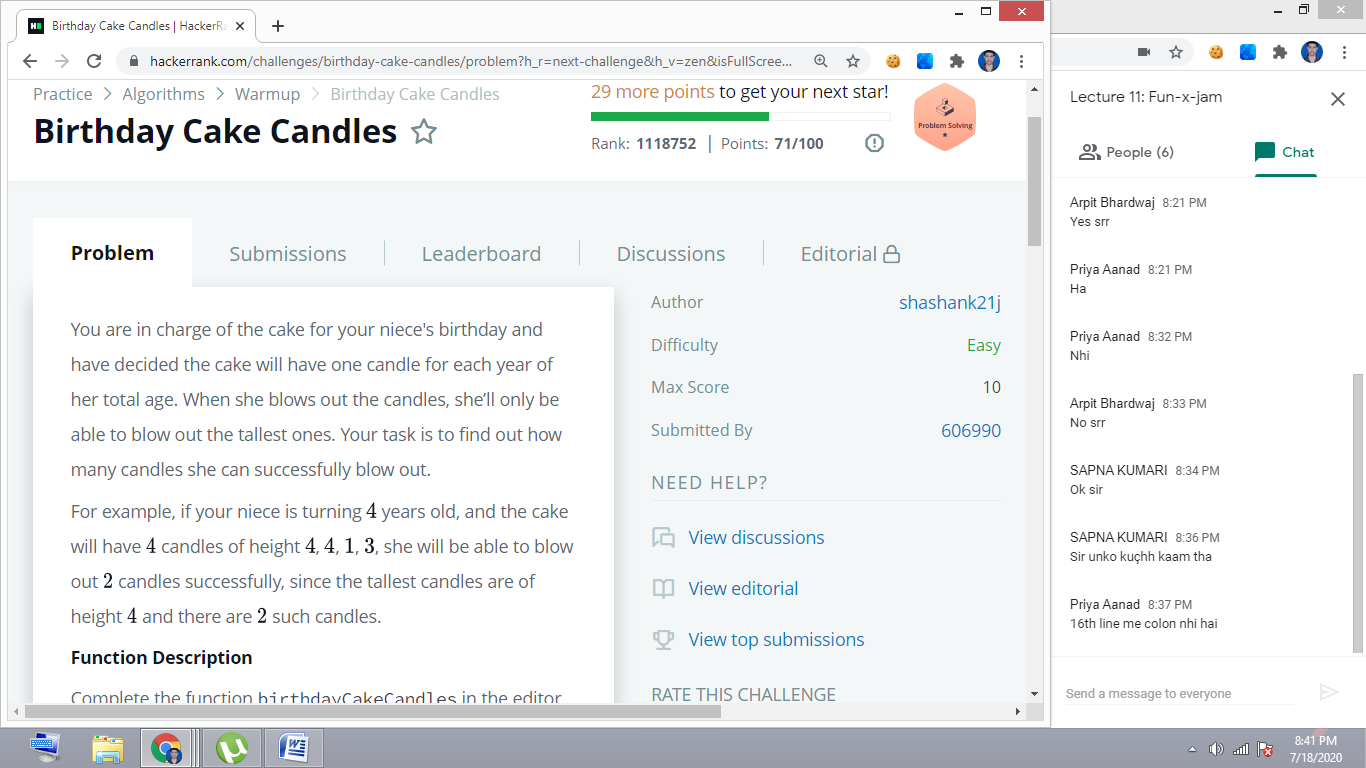 Birthday Cake Candles | HackerRa
hackerrank.com/challenges/birthday-cake-candles/problem?h_r=next-challenge&h_v=zen&isFullScree...
Practice > Algorithms > Warmup > Birthday Cake Candles
Birthday Cake Candles
29 more points to get your next star!
Rank: 1118752 | Points: 71/100
Problem Solving
Problem
Submissions
Leaderboard
Discussions
Editorial
You are in charge of the cake for your niece's birthday and
have decided the cake will have one candle for each year of
her total age. When she blows out the candles, she’ll only be
able to blow out the tallest ones. Your task is to find out how
many candles she can successfully blow out.
For example, if your niece is turning 4 years old, and the cake
will have 4 candles of height 4, 4, 1, 3, she will be able to blow
out 2 candles successfully, since the tallest candles are of
height 4 and there are 2 such candles.
Function Description
Complete the function birthdayCakeCandles in the editor
Author shashank21j
Difficulty Easy
Max Score 10
Submitted By 606990
NEED HELP?
View discussions
View editorial
View top submissions
RATE THIS CHALLENGE
Lecture 11: Fun-x-jam
People (6)
Chat
Arpit Bhardwaj 8:21 PM
Yes srr
Priya Aanad 8:21 PM
Ha
Priya Aanad 8:32 PM
Nhi
Arpit Bhardwaj 8:33 PM
No srr
SAPNA KUMARI 8:34 PM
Ok sir
SAPNA KUMARI 8:36 PM
Sir unko kuçhh kaam tha
Priya Aanad 8:37 PM
16th line me colon nhi hai
Send a message to everyone
8:41 PM
7/18/2020